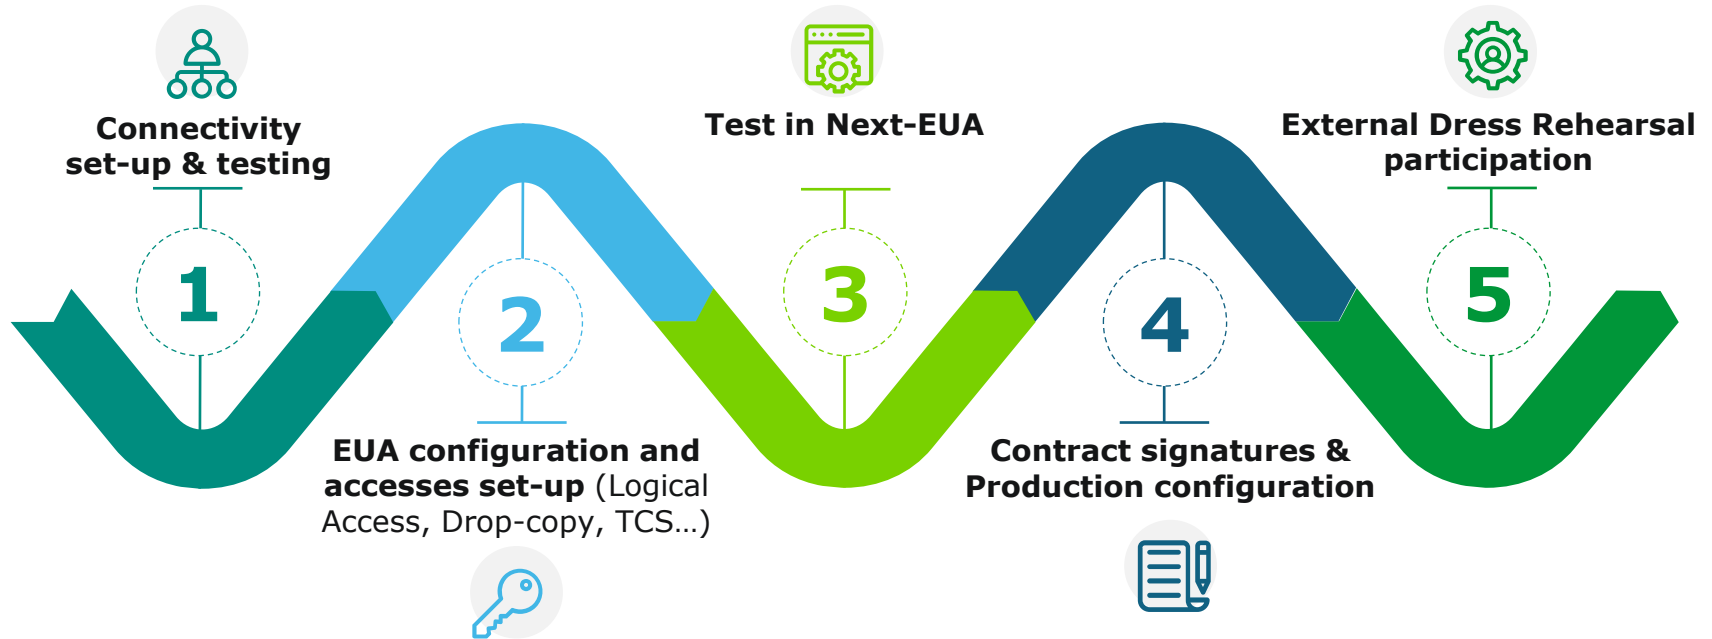 Connectivity
set-up & testing
1
2
EUA configuration and
accesses set-up (Logical
Access, Drop-copy, TCS…)
Test in Next-EUA
3
4
Contract signatures &
Production configuration
External Dress Rehearsal
participation
5